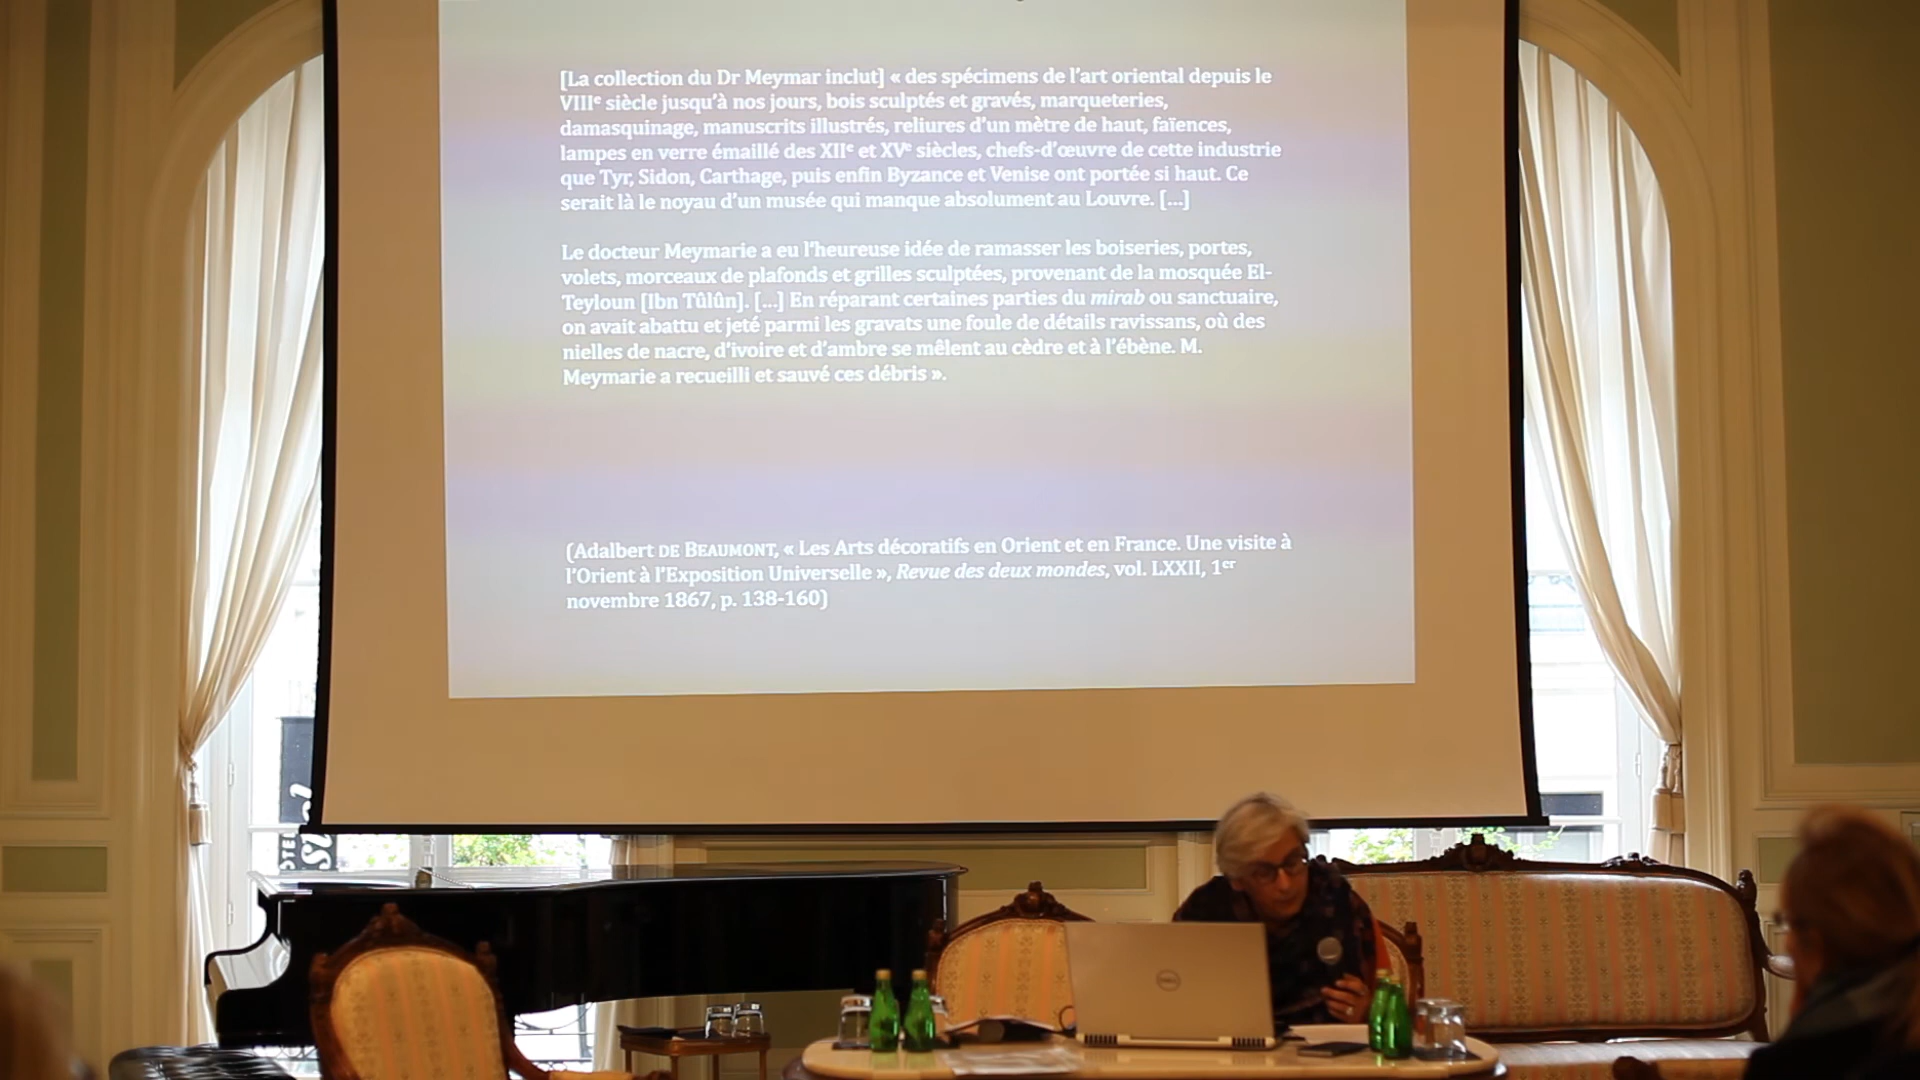 [La collection du Dr Meymar inclut] « des spécimens de l'art oriental depuis le
VIIIe siècle jusqu'à nos jours, bois sculptés et gravés, marqueteries,
damasquinage, manuscrits illustrés, reliures d'un mètre de haut, faïences,
lampes en verre émaillé des XIIe et XVe siècles, chefs-d'œuvre de cette industrie
que Tyr, Sidon, Carthage, puis enfin Byzance et Venise ont portée si haut. Ce
serait là le noyau d'un musée qui manque absolument au Louvre. [...]
Le docteur Meymarie a eu l'heureuse idée de ramasser les boiseries, portes,
volets, morceaux de plafonds et grilles sculptées, provenant de la mosquée El-
Teyloun [Ibn Tûlûn]. [...] En réparant certaines parties du mirab ou sanctuaire,
on avait abattu et jeté parmi les gravats une foule de détails ravissans, où des
nielles de nacre, d'ivoire et d'ambre se mêlent au cèdre et à l'ébène. M.
Meymarie a recueilli et sauvé ces débris ».
(Adalbert DE BEAUMONT, « Les Arts décoratifs en Orient et en France. Une visite à
l'Orient à l'Exposition Universelle », Revue des deux mondes, vol. LXXII, 1er
novembre 1867, p. 138-160)
DELL